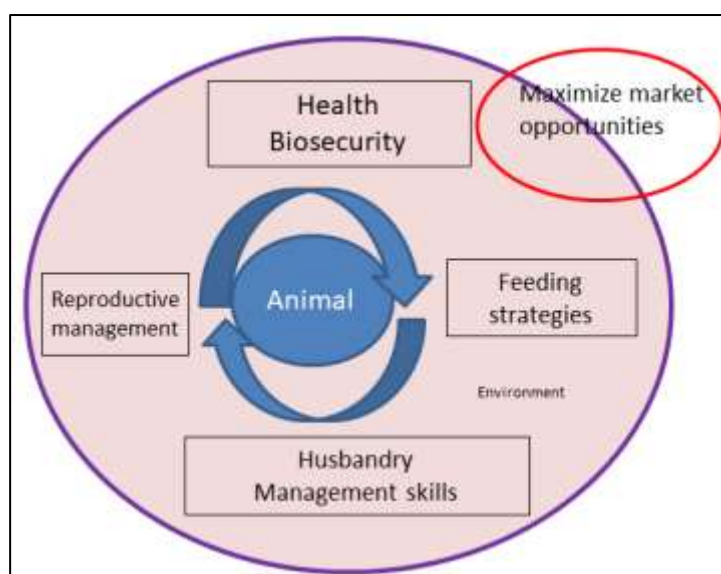 Maximize market
opportunities
Health
Biosecurity
Reproductive
management
Animal
Feeding
strategies
Environment
Husbandry
Management skills